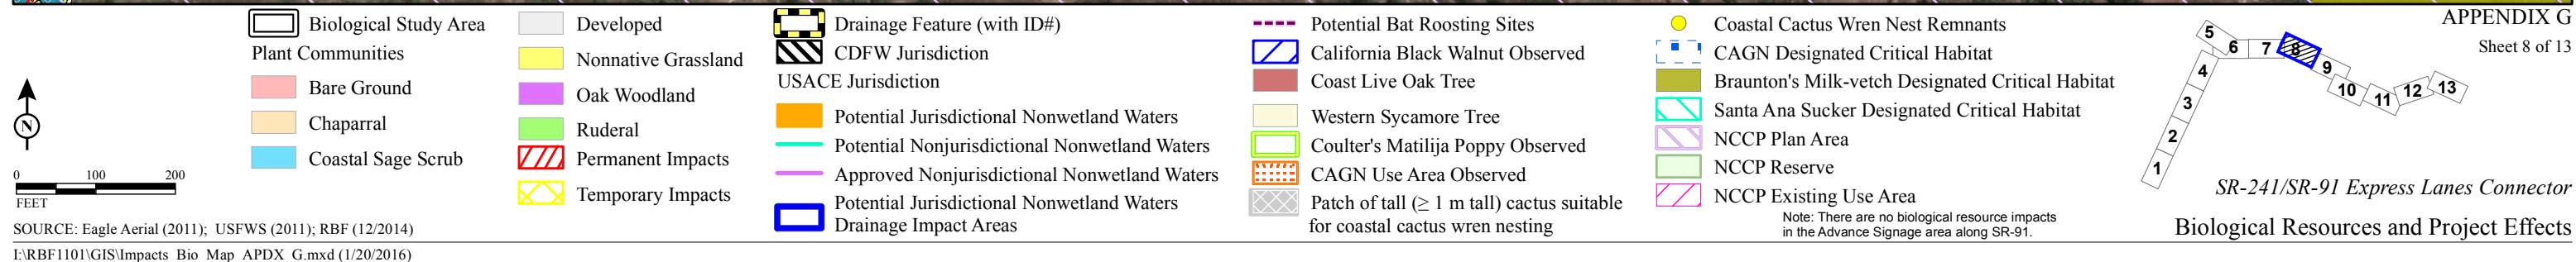 Biological Study Area
Plant Communities
Bare Ground
Chaparral
Coastal Sage Scrub
Developed
Nonnative Grassland
Oak Woodland
Ruderal
Permanent Impacts
Temporary Impacts
Drainage Feature (with ID#)
CDFW Jurisdiction
USACE Jurisdiction
Potential Jurisdictional Nonwetland Waters
Potential Nonjurisdictional Nonwetland Waters
Approved Nonjurisdictional Nonwetland Waters
Potential Jurisdictional Nonwetland Waters
Drainage Impact Areas
Potential Bat Roosting Sites
California Black Walnut Observed
Coast Live Oak Tree
Western Sycamore Tree
Coulter's Matilija Poppy Observed
CAGN Use Area Observed
Patch of tall (≥ 1 m tall) cactus suitable
for coastal cactus wren nesting
Coastal Cactus Wren Nest Remnants
CAGN Designated Critical Habitat
Braunton's Milk-vetch Designated Critical Habitat
Santa Ana Sucker Designated Critical Habitat
NCCP Plan Area
NCCP Reserve
NCCP Existing Use Area
Note: There are no biological resource impacts
in the Advance Signage area along SR-91.
APPENDIX G
Sheet 8 of 13
5
6
7
8
9
10
11
12
13
4
3
2
1
SR-241/SR-91 Express Lanes Connector
Biological Resources and Project Effects
N
0 100 200
FEET
SOURCE: Eagle Aerial (2011); USFWS (2011); RBF (12/2014)
I:\RBF1101\GIS\Impacts_Bio_Map_APDX_G.mxd (1/20/2016)